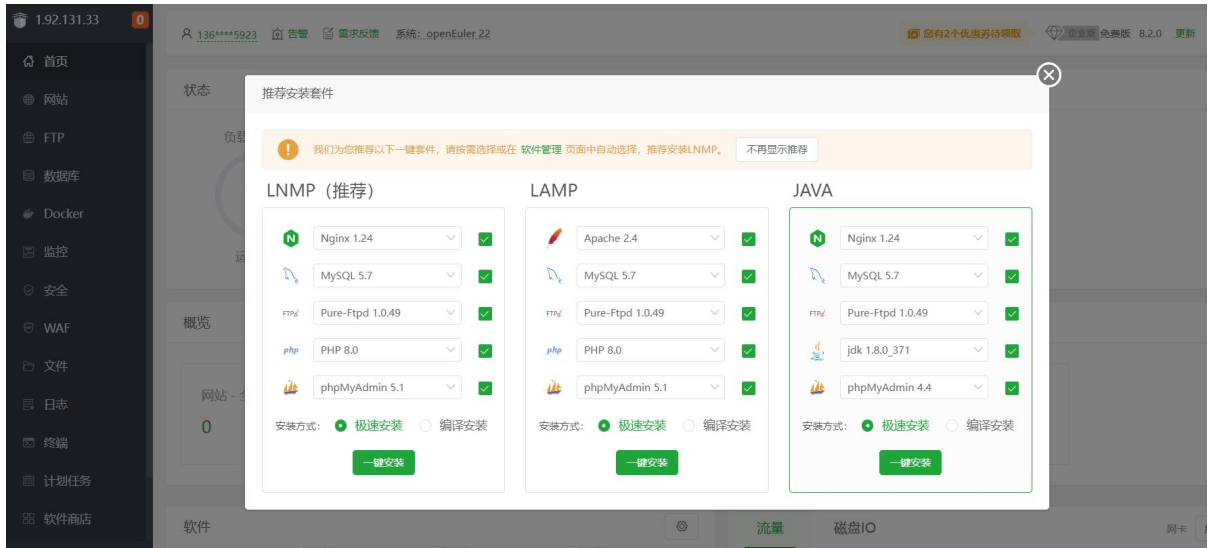 1.92.131.33 0
136****5923 告警 需求反馈 系统: openEuler 22 您有2个优惠券待领取 企业版 免费版 8.2.0 更新
首页
网站
FTP
数据库
Docker
监控
安全
WAF
文件
日志
终端
计划任务
软件商店
状态
负载
运
概览
网站 - 全
0
软件
流量 磁盘IO 网卡
推荐安装套件
我们为您推荐以下一键套件，请按需选择或在 软件管理 页面中自动选择，推荐安装LNMP。 不再显示推荐
LNMP（推荐）
Nginx 1.24
MySQL 5.7
FTP Pure-Ftpd 1.0.49
php PHP 8.0
phpMyAdmin 5.1
安装方式: 极速安装 编译安装
一键安装
LAMP
Apache 2.4
MySQL 5.7
FTP Pure-Ftpd 1.0.49
php PHP 8.0
phpMyAdmin 5.1
安装方式: 极速安装 编译安装
一键安装
JAVA
Nginx 1.24
MySQL 5.7
FTP Pure-Ftpd 1.0.49
jdk 1.8.0_371
phpMyAdmin 4.4
安装方式: 极速安装 编译安装
一键安装